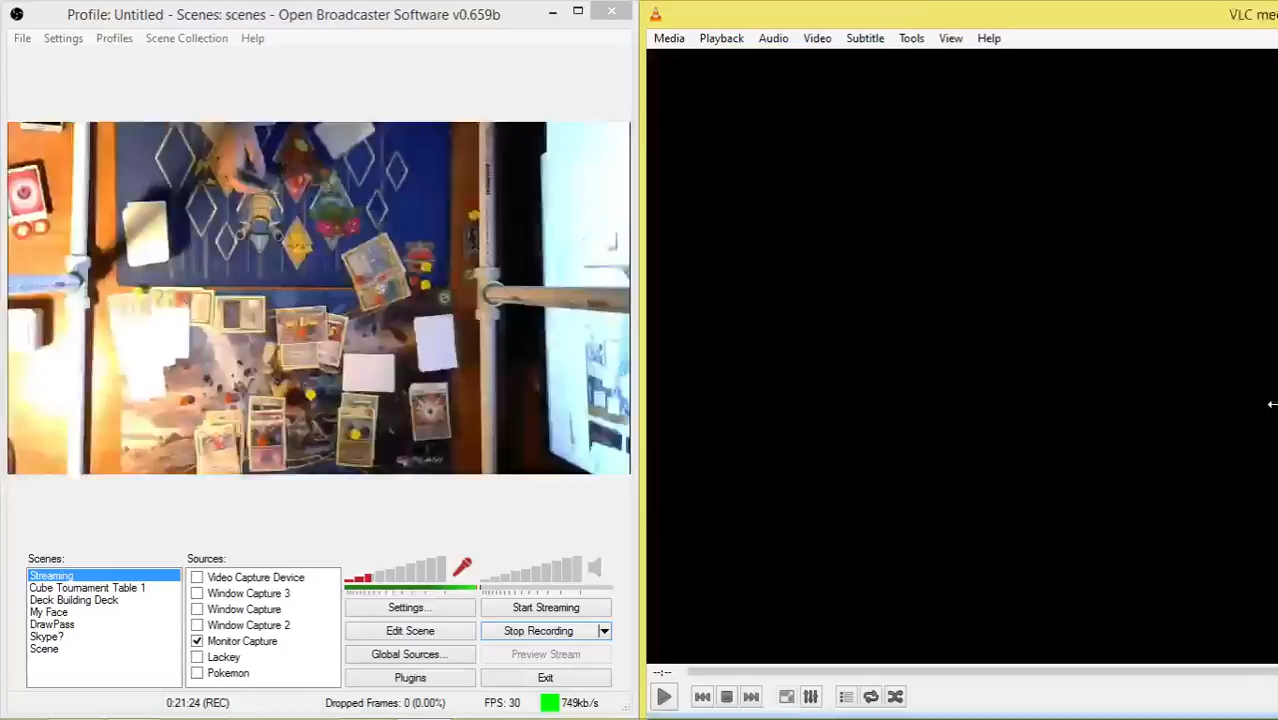 Profile: Untitled - Scenes: scenes - Open Broadcaster Software v0.659b
File Settings Profiles Scene Collection Help
Scenes:
Streaming
Cube Tournament Table 1
Deck Building Deck
My Face
DrawPass
Skype?
Scene
Sources:
Video Capture Device
Window Capture 3
Window Capture
Window Capture 2
Monitor Capture
Lackey
Pokemon
Settings...
Start Streaming
Edit Scene
Stop Recording
Global Sources...
Preview Stream
Plugins
Exit
0:21:24 (REC)
Dropped Frames: 0 (0.00%)
FPS: 30
749kb/s
VLC me
Media Playback Audio Video Subtitle Tools View Help
--:--